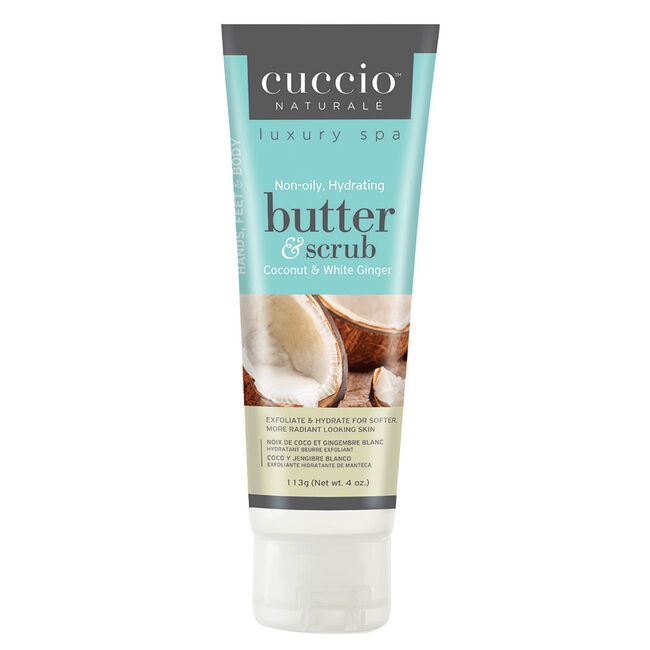 cuccio™
NATURALÉ
luxury spa
HANDS, FEET & BODY
Non-oily, Hydrating
butter
& scrub
Coconut & White Ginger
EXFOLIATE & HYDRATE FOR SOFTER,
MORE RADIANT LOOKING SKIN
NOIX DE COCO ET GINGEMBRE BLANC
HYDRATANT BEURRE EXFOLIANT
COCO Y JENGIBRE BLANCO
EXFOLIANTE HIDRATANTE DE MANTECA
113g (Net wt. 4 oz.)